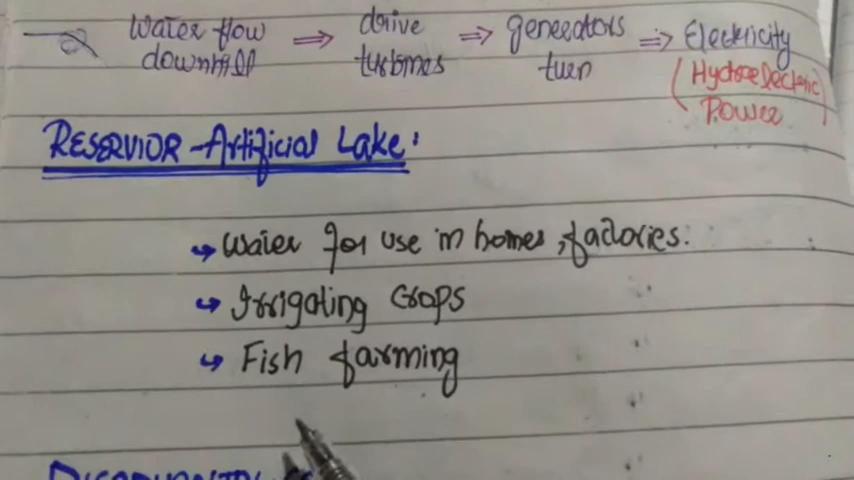 Water flow ⇒ drive ⇒ generators ⇒ Electricity
downhill turbines turn (Hydroelectric
Power)
RESERVIOR - Artificial Lake:
↪ Water for use in homes, factories.
↪ Irrigating Crops
↪ Fish farming